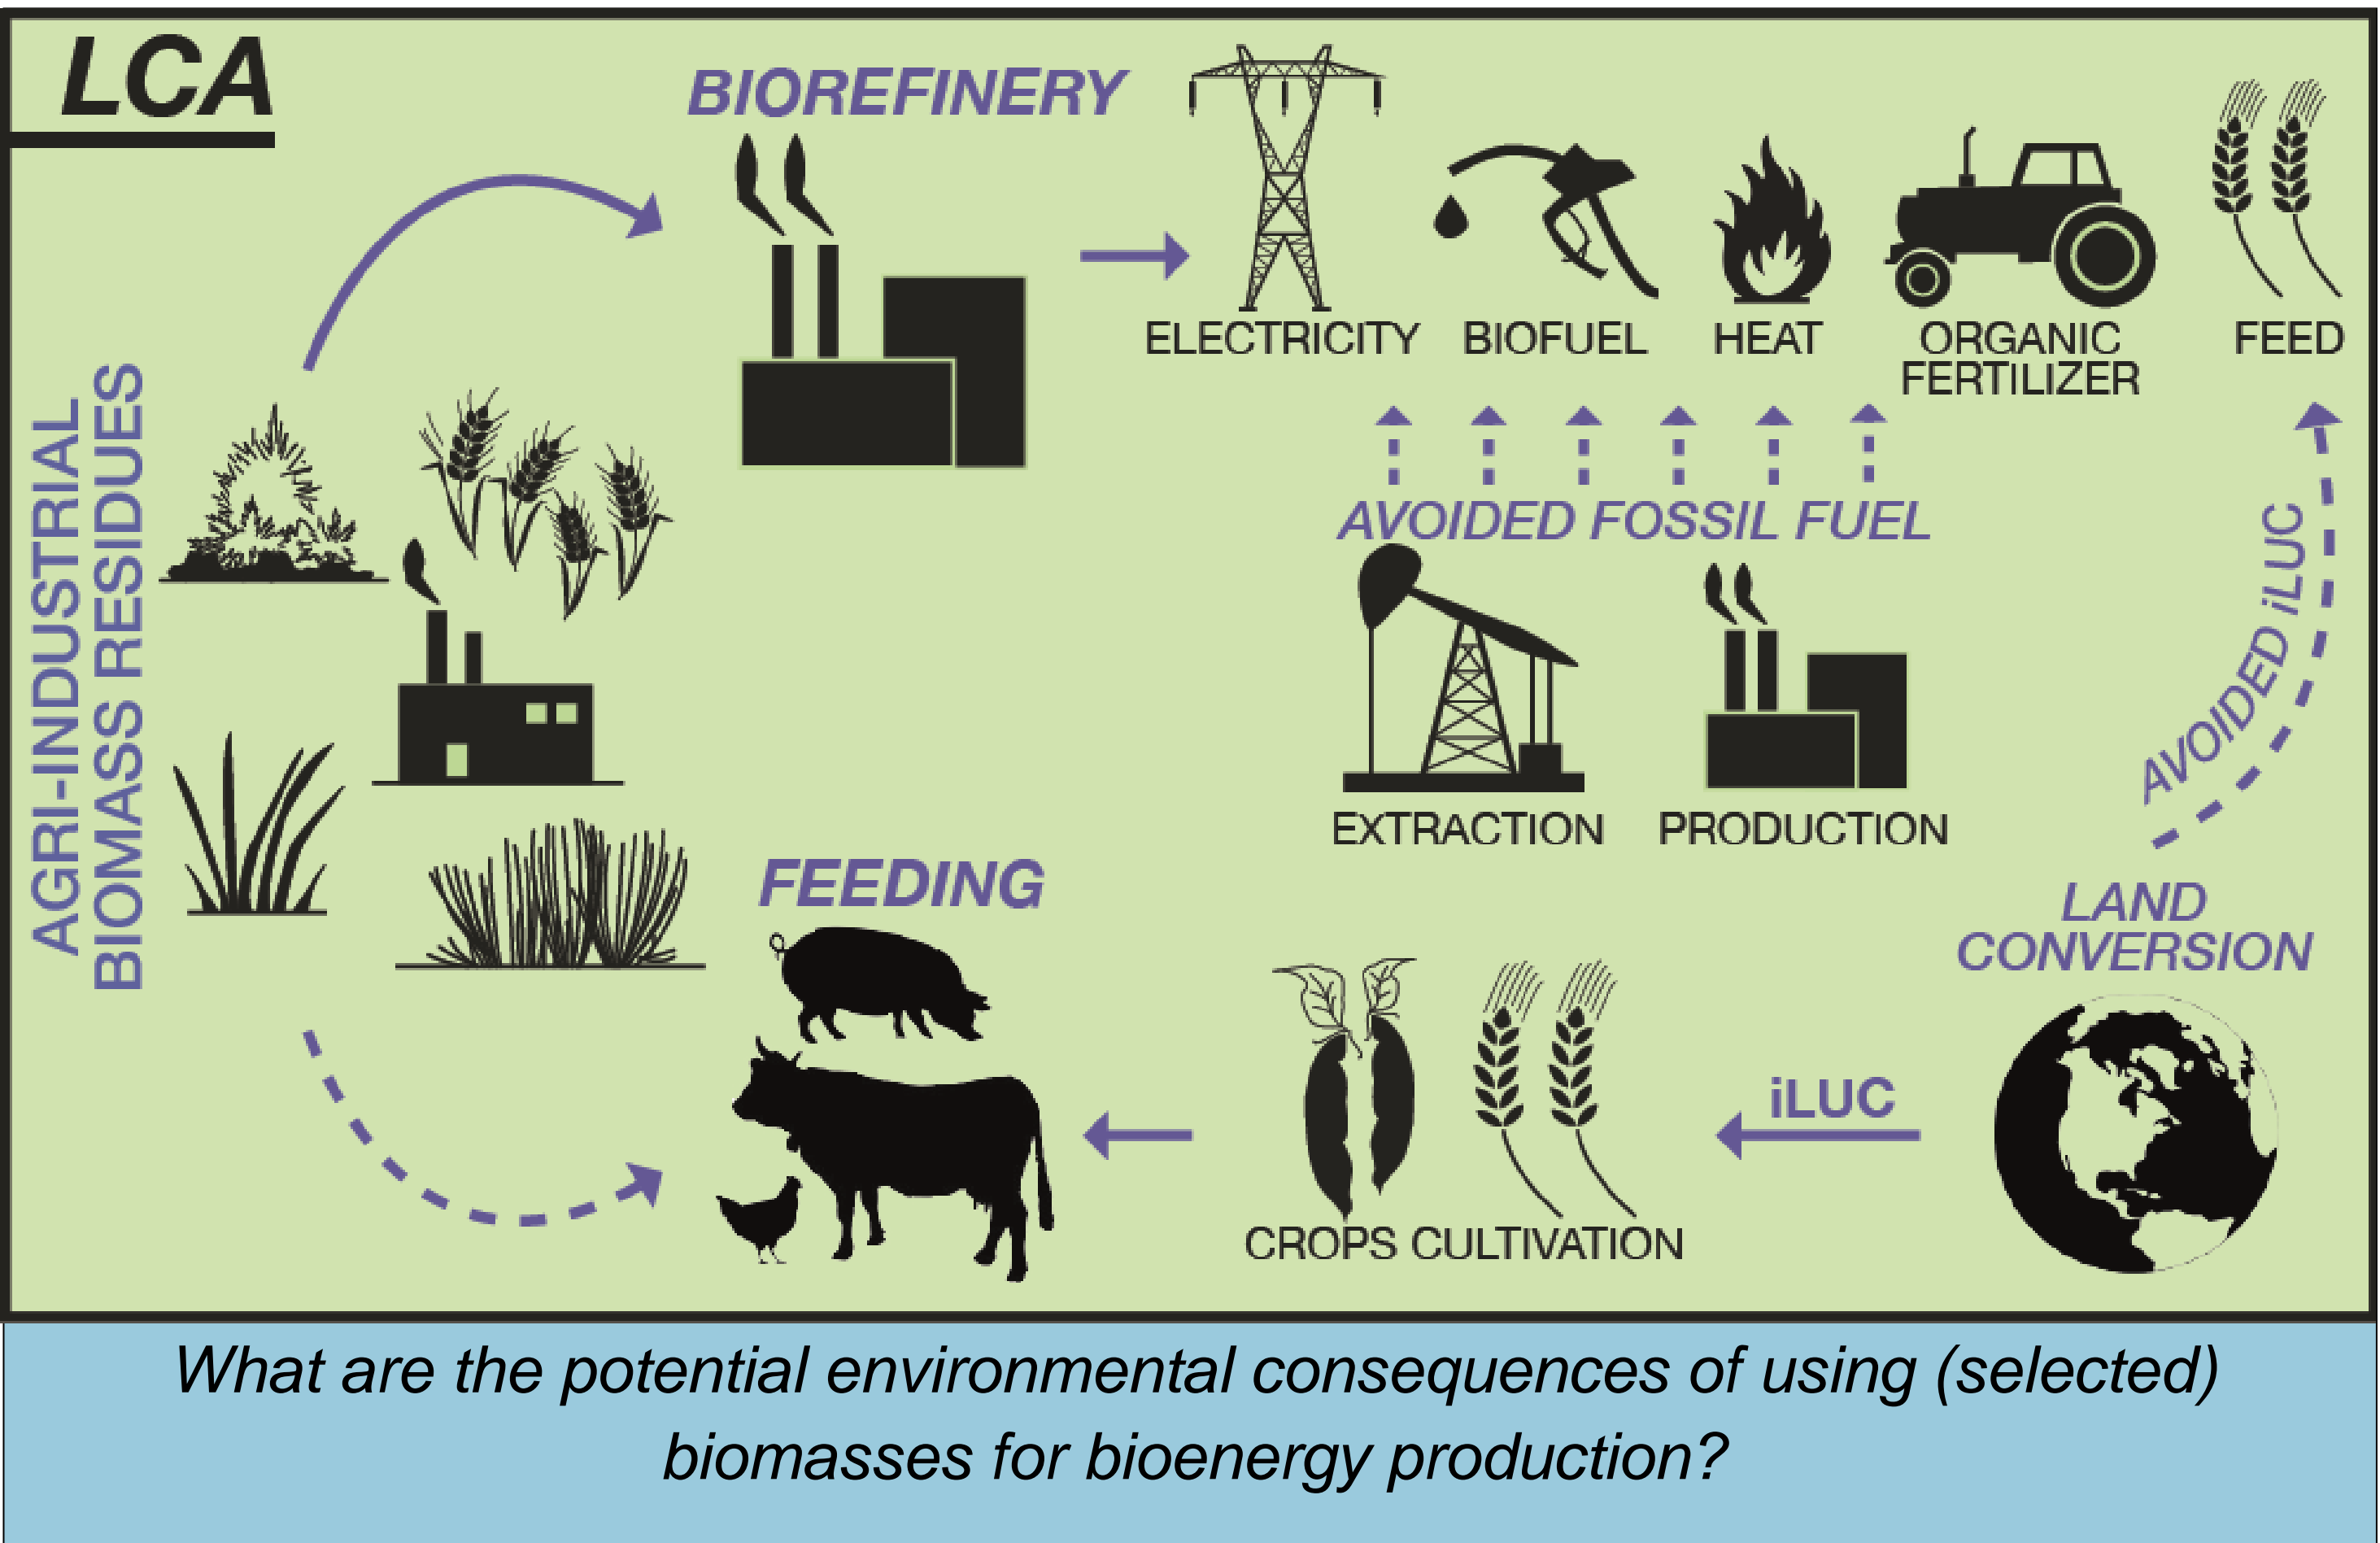 LCA
BIOREFINERY
ELECTRICITY
BIOFUEL
HEAT
ORGANIC
FERTILIZER
FEED
AGRI-INDUSTRIAL
BIOMASS RESIDUES
AVOIDED FOSSIL FUEL
EXTRACTION
PRODUCTION
AVOIDED iLUC
FEEDING
LAND
CONVERSION
iLUC
CROPS CULTIVATION
What are the potential environmental consequences of using (selected)
biomasses for bioenergy production?